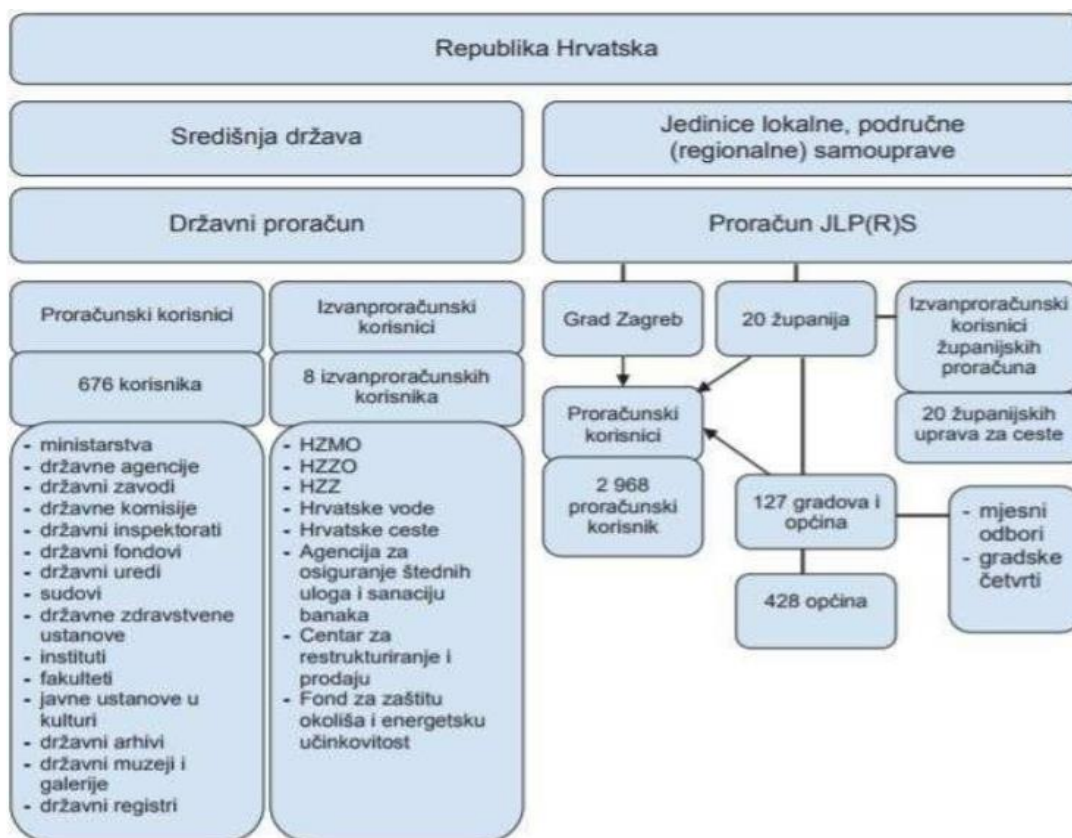 Republika Hrvatska
Središnja država
Jedinice lokalne, područne
(regionalne) samouprave
Državni proračun
Proračun JLP(R)S
Proračunski korisnici
Izvanproračunski
korisnici
676 korisnika
8 izvanproračunskih
korisnika
- ministarstva
- državne agencije
- državni zavodi
- državne komisije
- državni inspektorati
- državni fondovi
- državni uredi
- sudovi
- državne zdravstvene
ustanove
- instituti
- fakulteti
- javne ustanove u
kulturi
- državni arhivi
- državni muzeji i
galerije
- državni registri
- HZMO
- HZZO
- HZZ
- Hrvatske vode
- Hrvatske ceste
- Agencija za
osiguranje štednih
uloga i sanaciju
banaka
- Centar za
restrukturiranje i
prodaju
- Fond za zaštitu
okoliša i energetsku
učinkovitost
Grad Zagreb
20 županija
Izvanproračunski
korisnici
županijskih
proračuna
20 županijskih
uprava za ceste
Proračunski
korisnici
2 968
proračunski
korisnik
127 gradova i
općina
- mjesni
odbori
- gradske
četvrti
428 općina